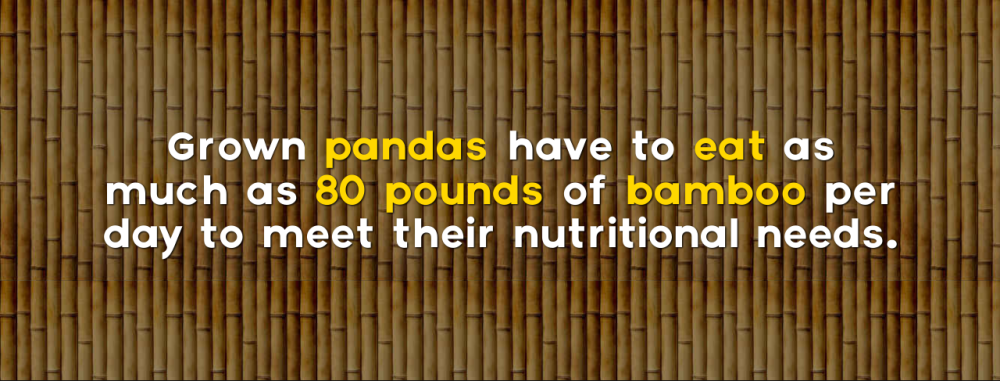 Grown pandas have to eat as
much as 80 pounds of bamboo per
day to meet their nutritional needs.